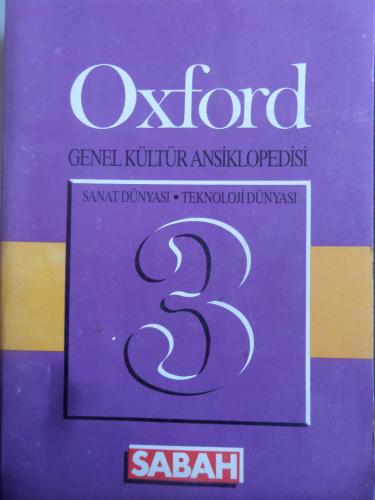 Oxford
GENEL KÜLTÜR ANSİKLOPEDİSİ
SANAT DÜNYASI • TEKNOLOJİ DÜNYASI
3
SABAH